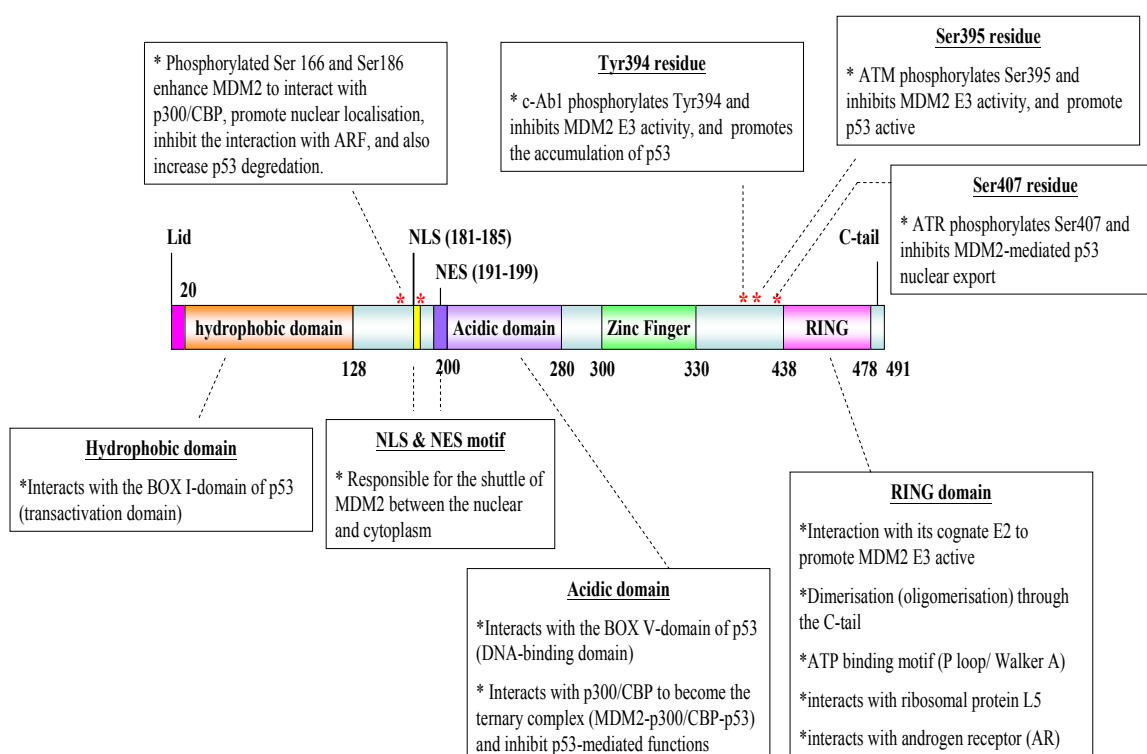 * Phosphorylated Ser 166 and Ser186
enhance MDM2 to interact with
p300/CBP, promote nuclear localisation,
inhibit the interaction with ARF, and also
increase p53 degredation.
Tyr394 residue
* c-Ab1 phosphorylates Tyr394 and
inhibits MDM2 E3 activity, and promotes
the accumulation of p53
Ser395 residue
* ATM phosphorylates Ser395 and
inhibits MDM2 E3 activity, and promote
p53 active
Ser407 residue
* ATR phosphorylates Ser407 and
inhibits MDM2-mediated p53
nuclear export
Lid
NLS (181-185)
C-tail
NES (191-199)
20
* * * * *
hydrophobic domain
Acidic domain
Zinc Finger
RING
128
200
280
300
330
438
478
491
Hydrophobic domain
*Interacts with the BOX I-domain of p53
(transactivation domain)
NLS & NES motif
* Responsible for the shuttle of
MDM2 between the nuclear
and cytoplasm
Acidic domain
*Interacts with the BOX V-domain of p53
(DNA-binding domain)
* Interacts with p300/CBP to become the
ternary complex (MDM2-p300/CBP-p53)
and inhibit p53-mediated functions
RING domain
*Interaction with its cognate E2 to
promote MDM2 E3 active
*Dimerisation (oligomerisation) through
the C-tail
*ATP binding motif (P loop/ Walker A)
*interacts with ribosomal protein L5
*interacts with androgen receptor (AR)